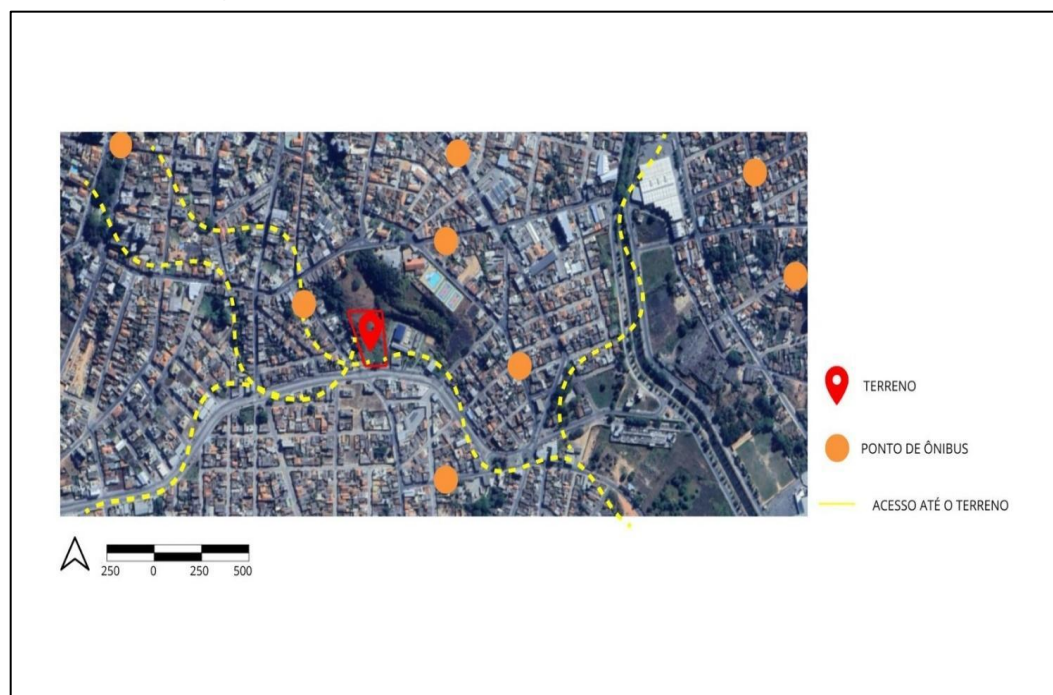 TERRENO
PONTO DE ÔNIBUS
ACESSO ATÉ O TERRENO
250 0 250 500